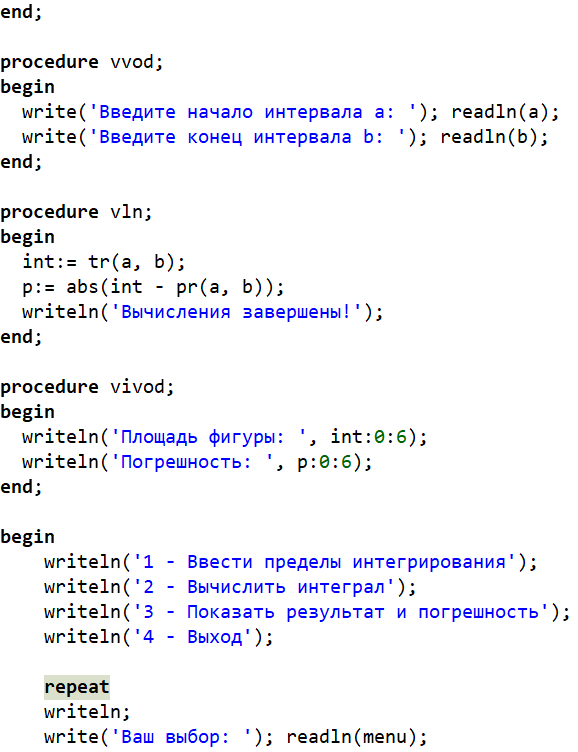 end;
procedure vvod;
begin
write('Введите начало интервала a: '); readln(a);
write('Введите конец интервала b: '); readln(b);
end;
procedure vln;
begin
int:= tr(a, b);
p:= abs(int - pr(a, b));
writeln('Вычисления завершены!');
end;
procedure vivod;
begin
writeln('Площадь фигуры: ', int:0:6);
writeln('Погрешность: ', p:0:6);
end;
begin
writeln('1 - Ввести пределы интегрирования');
writeln('2 - Вычислить интеграл');
writeln('3 - Показать результат и погрешность');
writeln('4 - Выход');
repeat
writeln;
write('Ваш выбор: '); readln(menu);